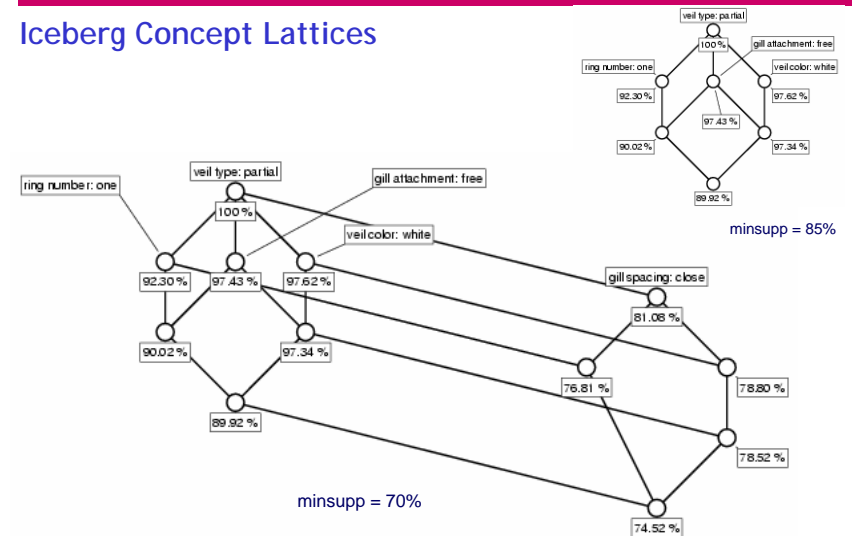 Iceberg Concept Lattices
veil type: partial
100 %
gill attachment: free
ring number: one
veil color: white
92.30 %
97.62 %
97.43 %
90.02 %
97.34 %
89.92 %
minsupp = 85%
veil type: partial
gill attachment: free
ring number: one
100 %
veil color: white
92.30 %
97.43 %
97.62 %
gill spacing: close
81.08 %
90.02 %
97.34 %
76.81 %
78.80 %
89.92 %
78.52 %
minsupp = 70%
74.52 %